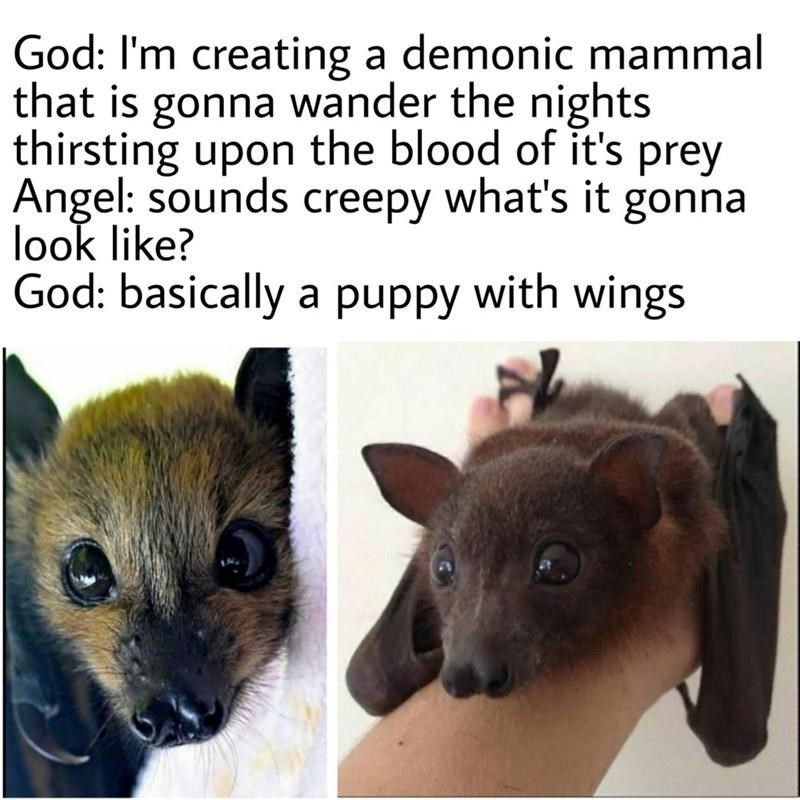 God: I'm creating a demonic mammal
that is gonna wander the nights
thirsting upon the blood of it's prey
Angel: sounds creepy what's it gonna
look like?
God: basically a puppy with wings